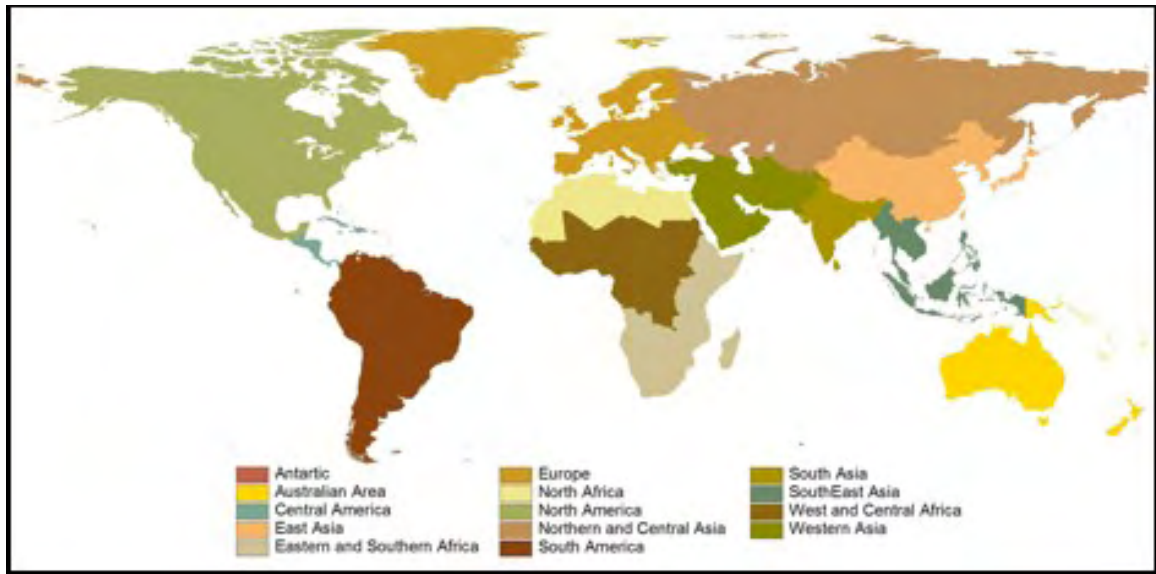 Antartic
Australian Area
Central America
East Asia
Eastern and Southern Africa
Europe
North Africa
North America
Northern and Central Asia
South America
South Asia
SouthEast Asia
West and Central Africa
Western Asia